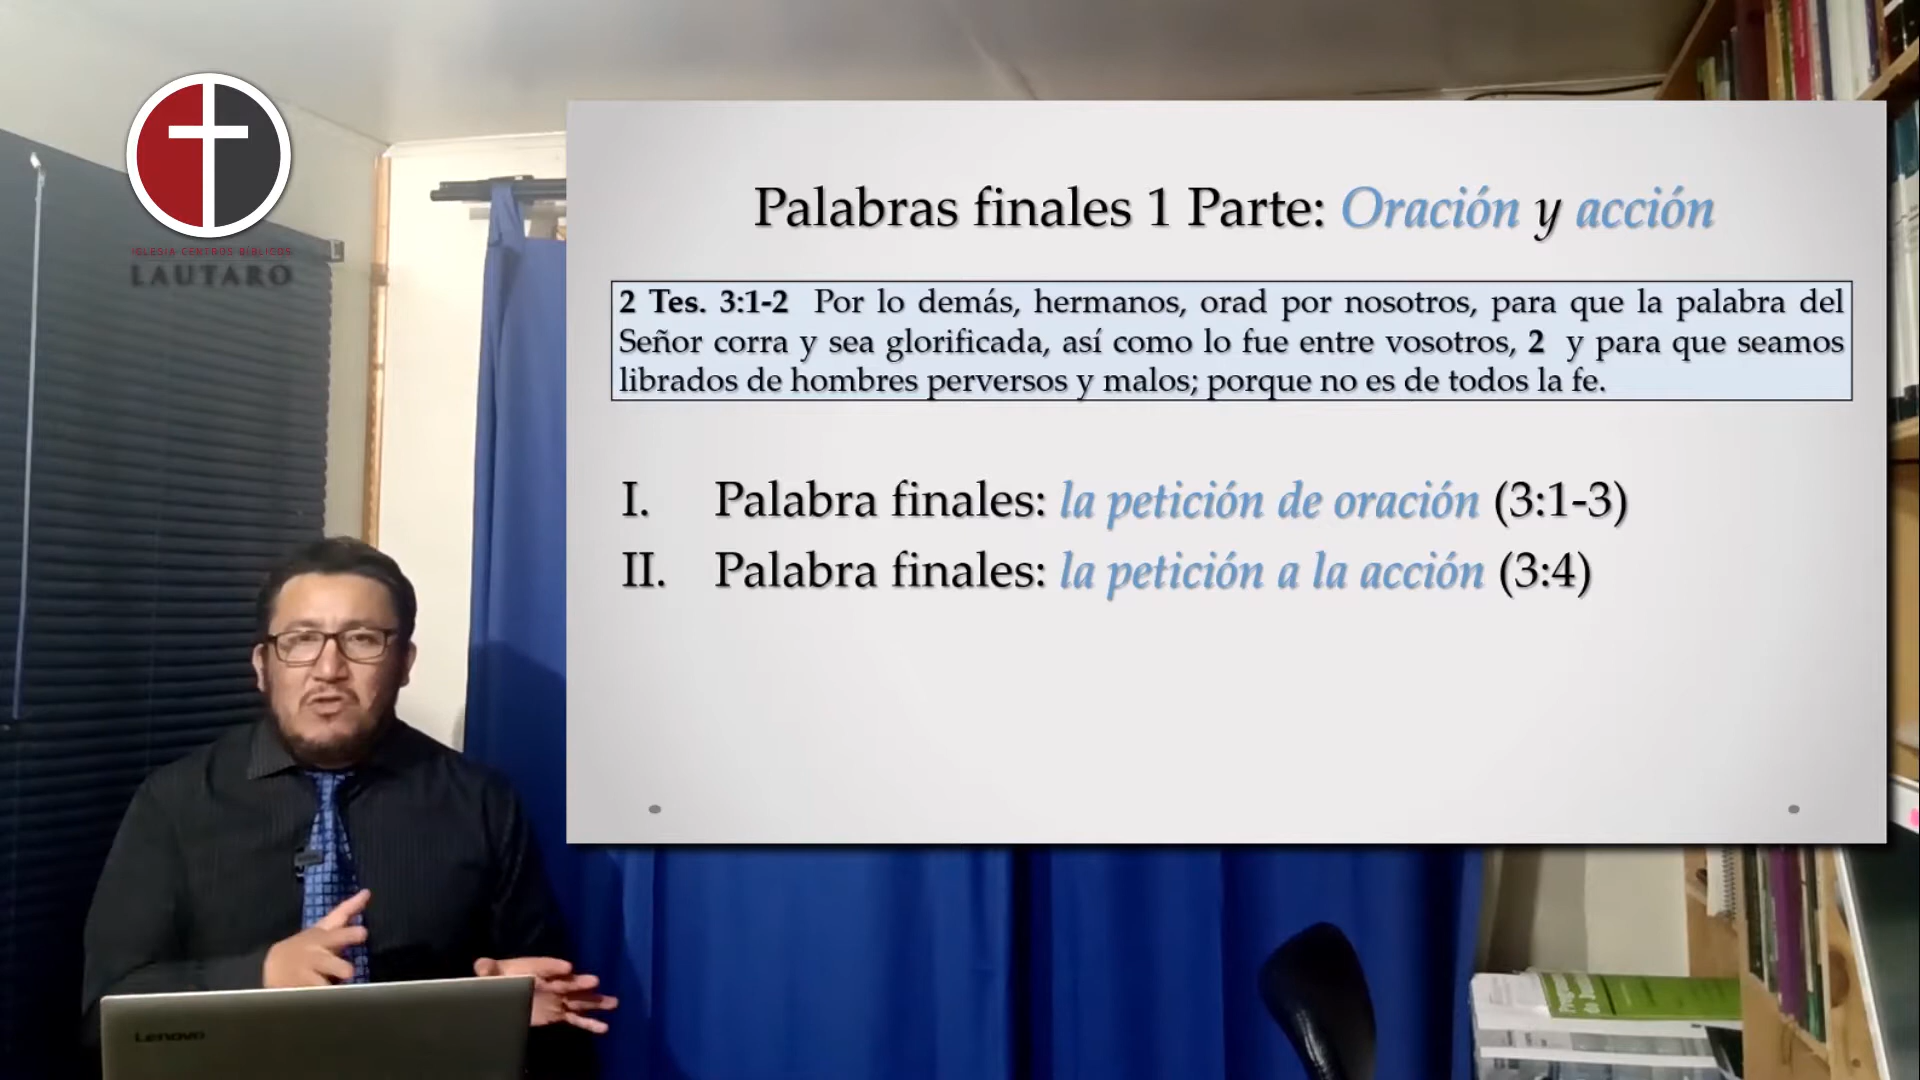 IGLESIA CENTROS BÍBLICOS
LAUTARO
Palabras finales 1 Parte: Oración y acción
2 Tes. 3:1-2 Por lo demás, hermanos, orad por nosotros, para que la palabra del
Señor corra y sea glorificada, así como lo fue entre vosotros, 2 y para que seamos
librados de hombres perversos y malos; porque no es de todos la fe.
I. Palabra finales: la petición de oración (3:1-3)
II. Palabra finales: la petición a la acción (3:4)
Lenovo